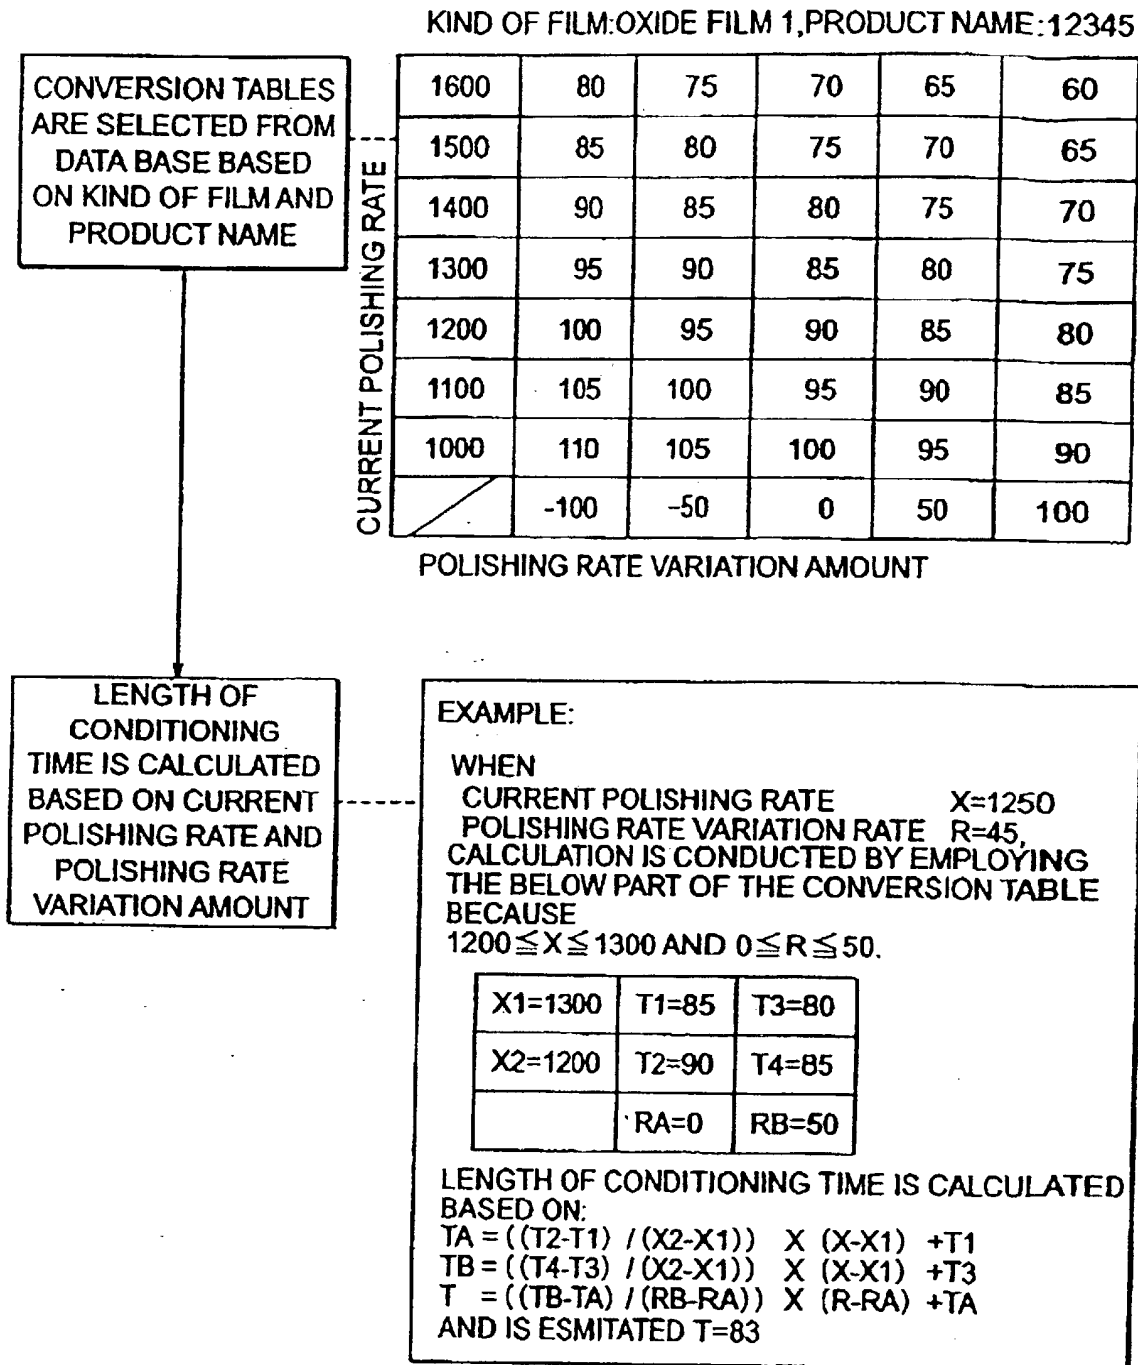 KIND OF FILM:OXIDE FILM 1,PRODUCT NAME:12345
CONVERSION TABLES
ARE SELECTED FROM
DATA BASE BASED
ON KIND OF FILM AND
PRODUCT NAME
CURRENT POLISHING RATE
1600 80 75 70 65 60
1500 85 80 75 70 65
1400 90 85 80 75 70
1300 95 90 85 80 75
1200 100 95 90 85 80
1100 105 100 95 90 85
1000 110 105 100 95 90
-100 -50 0 50 100
POLISHING RATE VARIATION AMOUNT
LENGTH OF
CONDITIONING
TIME IS CALCULATED
BASED ON CURRENT
POLISHING RATE AND
POLISHING RATE
VARIATION AMOUNT
EXAMPLE:
WHEN
CURRENT POLISHING RATE X=1250
POLISHING RATE VARIATION RATE R=45,
CALCULATION IS CONDUCTED BY EMPLOYING
THE BELOW PART OF THE CONVERSION TABLE
BECAUSE
1200≦X≦1300 AND 0≦R≦50.
X1=1300 T1=85 T3=80
X2=1200 T2=90 T4=85
RA=0 RB=50
LENGTH OF CONDITIONING TIME IS CALCULATED
BASED ON:
TA = ((T2-T1) / (X2-X1)) X (X-X1) +T1
TB = ((T4-T3) / (X2-X1)) X (X-X1) +T3
T = ((TB-TA) / (RB-RA)) X (R-RA) +TA
AND IS ESMITATED T=83